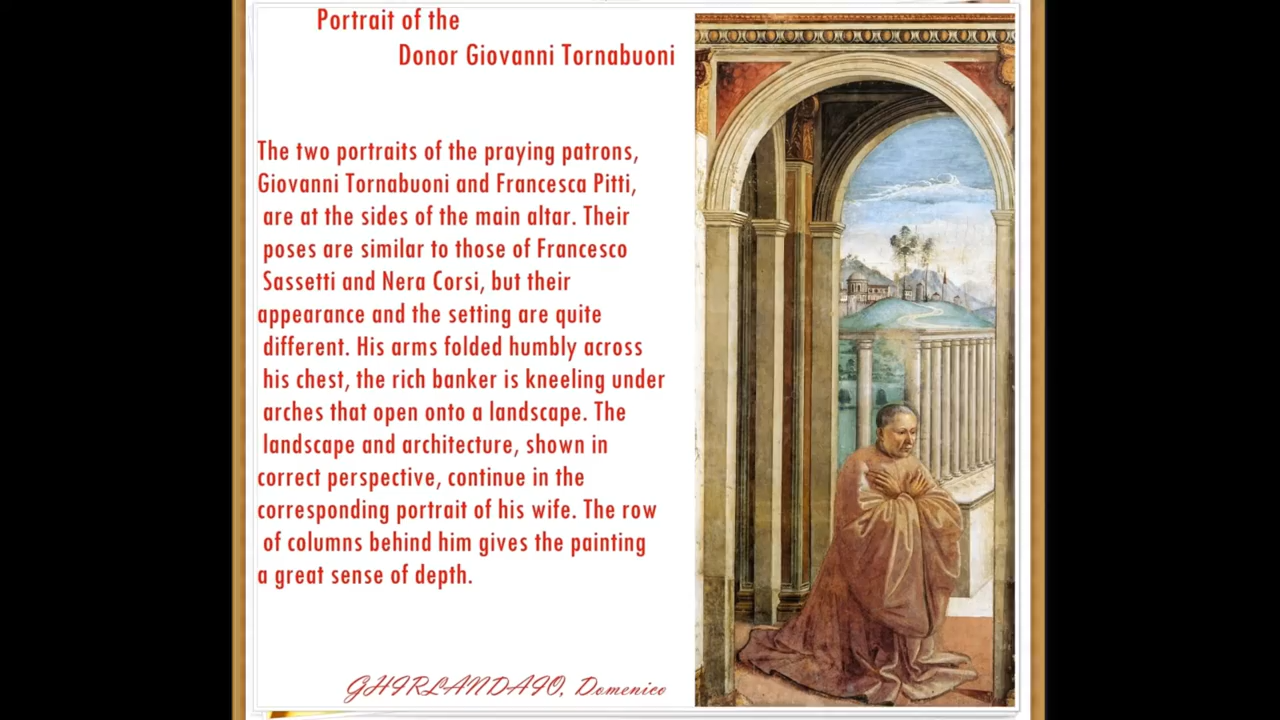 Portrait of the
Donor Giovanni Tornabuoni
The two portraits of the praying patrons,
Giovanni Tornabuoni and Francesca Pitti,
are at the sides of the main altar. Their
poses are similar to those of Francesco
Sassetti and Nera Corsi, but their
appearance and the setting are quite
different. His arms folded humbly across
his chest, the rich banker is kneeling under
arches that open onto a landscape. The
landscape and architecture, shown in
correct perspective, continue in the
corresponding portrait of his wife. The row
of columns behind him gives the painting
a great sense of depth.
GHIRLANDAIO, Domenico